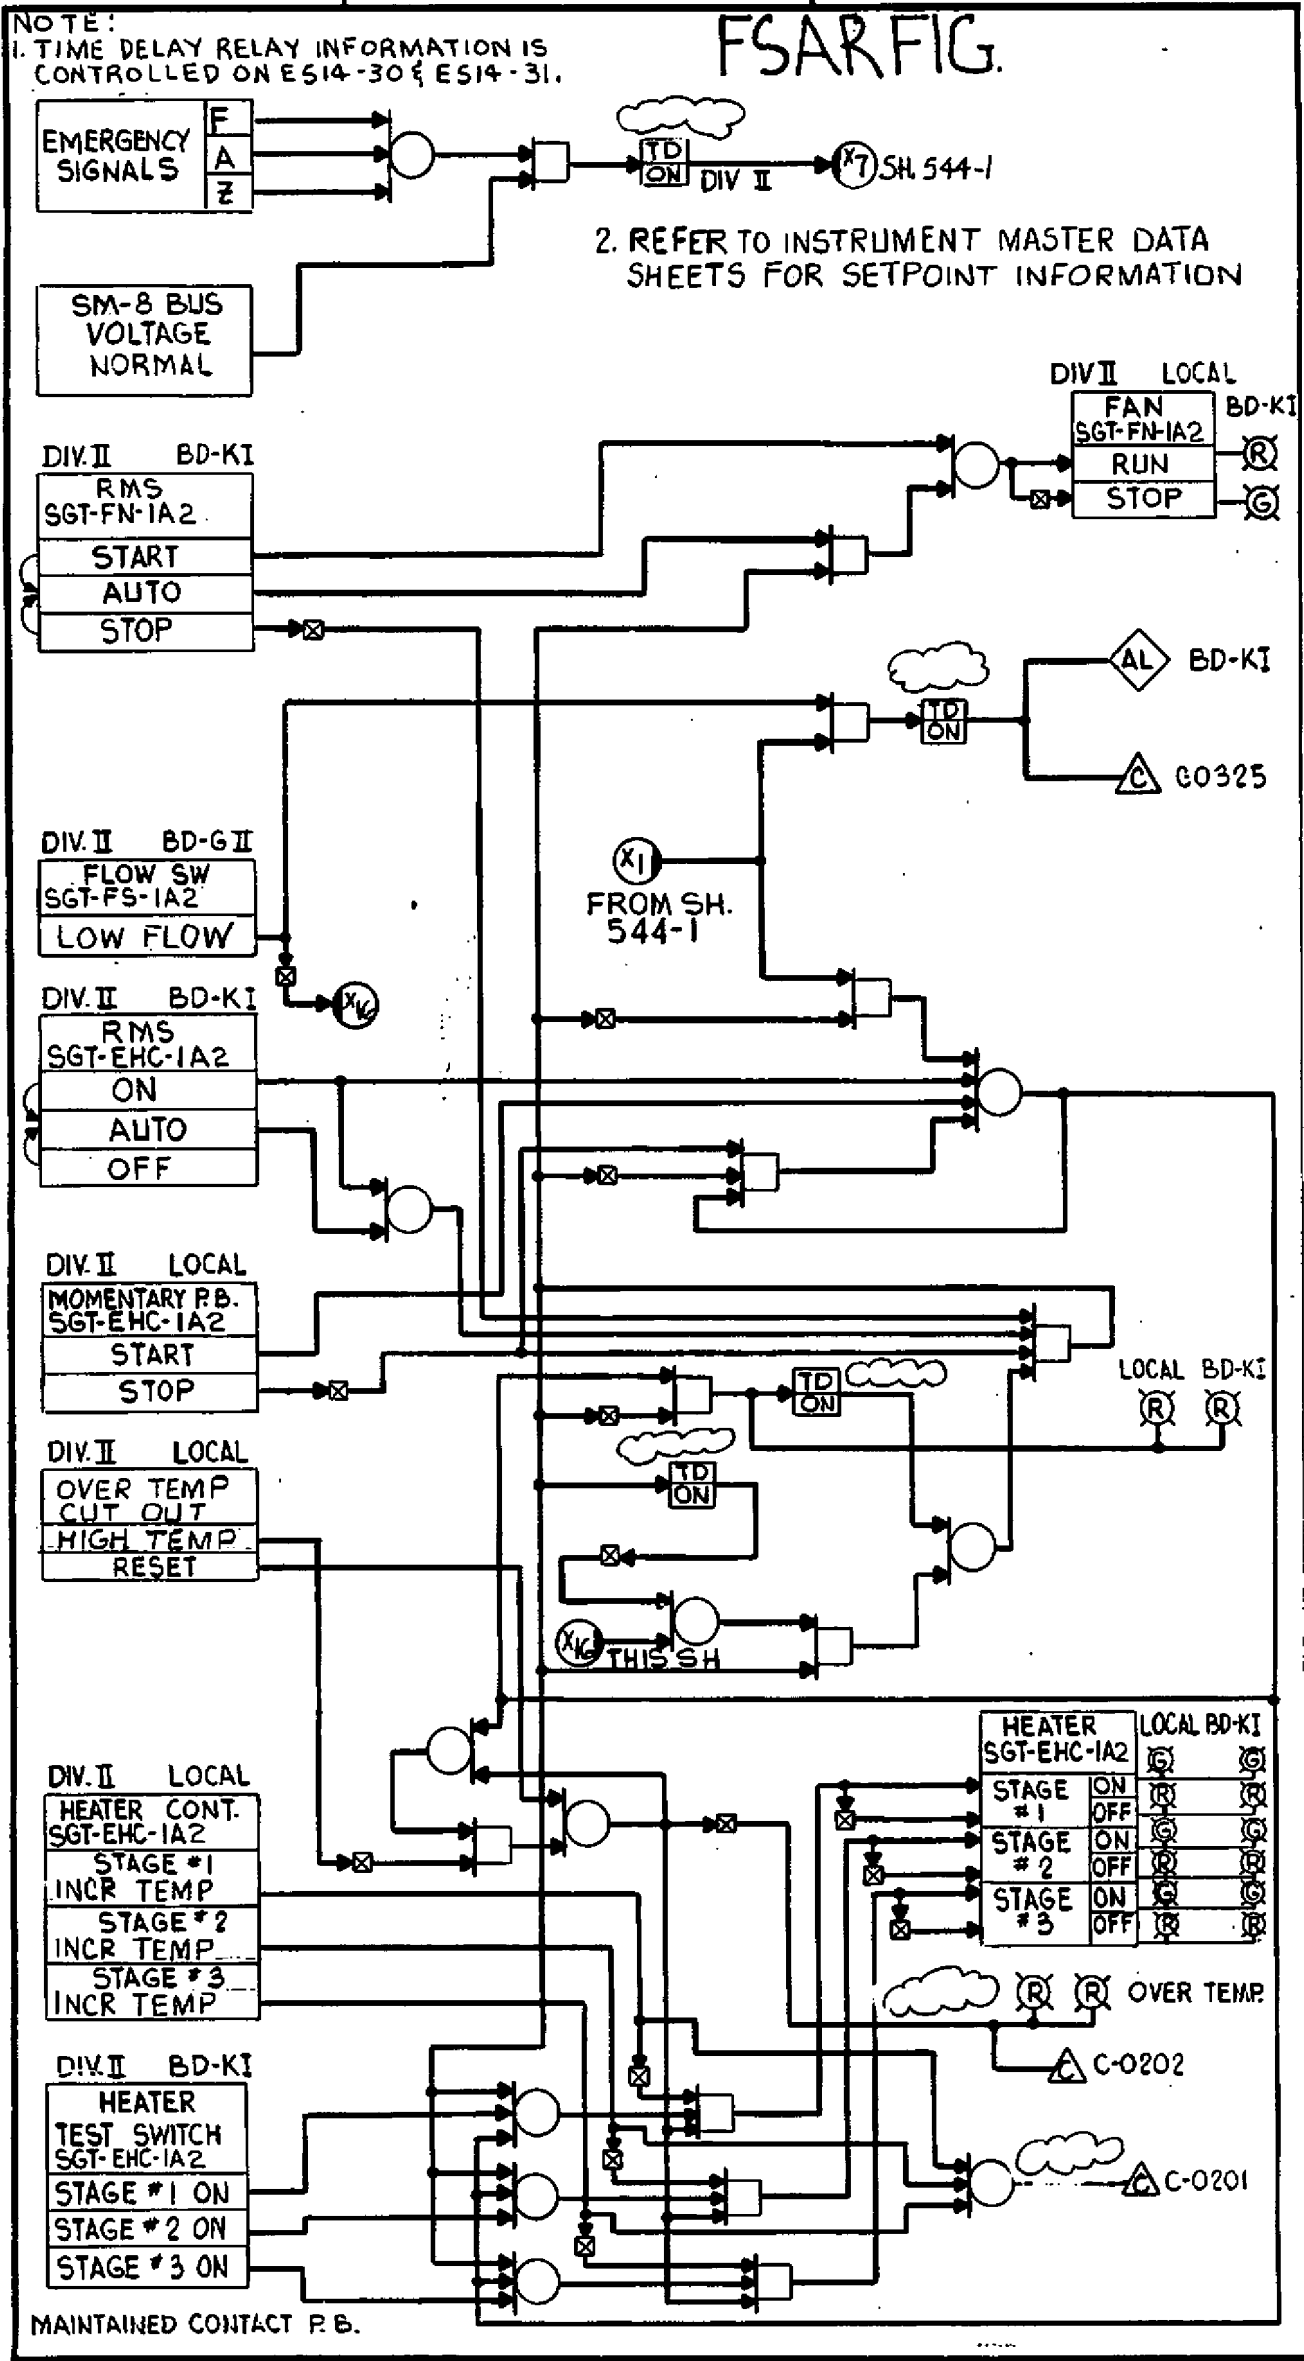 NOTE:
1. TIME DELAY RELAY INFORMATION IS
CONTROLLED ON E514-30 & E514-31.
FSAR FIG.
EMERGENCY
SIGNALS
F
A
Z
TD
ON
DIV II
X7
SH. 544-1
2. REFER TO INSTRUMENT MASTER DATA
SHEETS FOR SETPOINT INFORMATION
SM-8 BUS
VOLTAGE
NORMAL
DIV II LOCAL
FAN
SGT-FN-1A2
RUN
STOP
BD-K1
R
G
DIV. II BD-K1
RMS
SGT-FN-1A2
START
AUTO
STOP
TD
ON
AL
BD-K1
C
C0325
X1
FROM SH.
544-1
DIV. II BD-G II
FLOW SW
SGT-FS-1A2
LOW FLOW
DIV. II BD-K1
RMS
SGT-EHC-1A2
ON
AUTO
OFF
DIV. II LOCAL
MOMENTARY P.B.
SGT-EHC-1A2
START
STOP
TD
ON
LOCAL BD-K1
R R
DIV. II LOCAL
OVER TEMP
CUT OUT
HIGH TEMP
RESET
TD
ON
THIS SH
HEATER
SGT-EHC-1A2
STAGE
#1
ON
OFF
STAGE
#2
ON
OFF
STAGE
#3
ON
OFF
LOCAL BD-K1
G G
R R
G G
R R
G G
R R
DIV. II LOCAL
HEATER CONT.
SGT-EHC-1A2
STAGE #1
INCR TEMP
STAGE #2
INCR TEMP
STAGE #3
INCR TEMP
R R OVER TEMP.
C
C-0202
DIV. II BD-K1
HEATER
TEST SWITCH
SGT-EHC-1A2
STAGE #1 ON
STAGE #2 ON
STAGE #3 ON
C
C-0201
MAINTAINED CONTACT P.B.